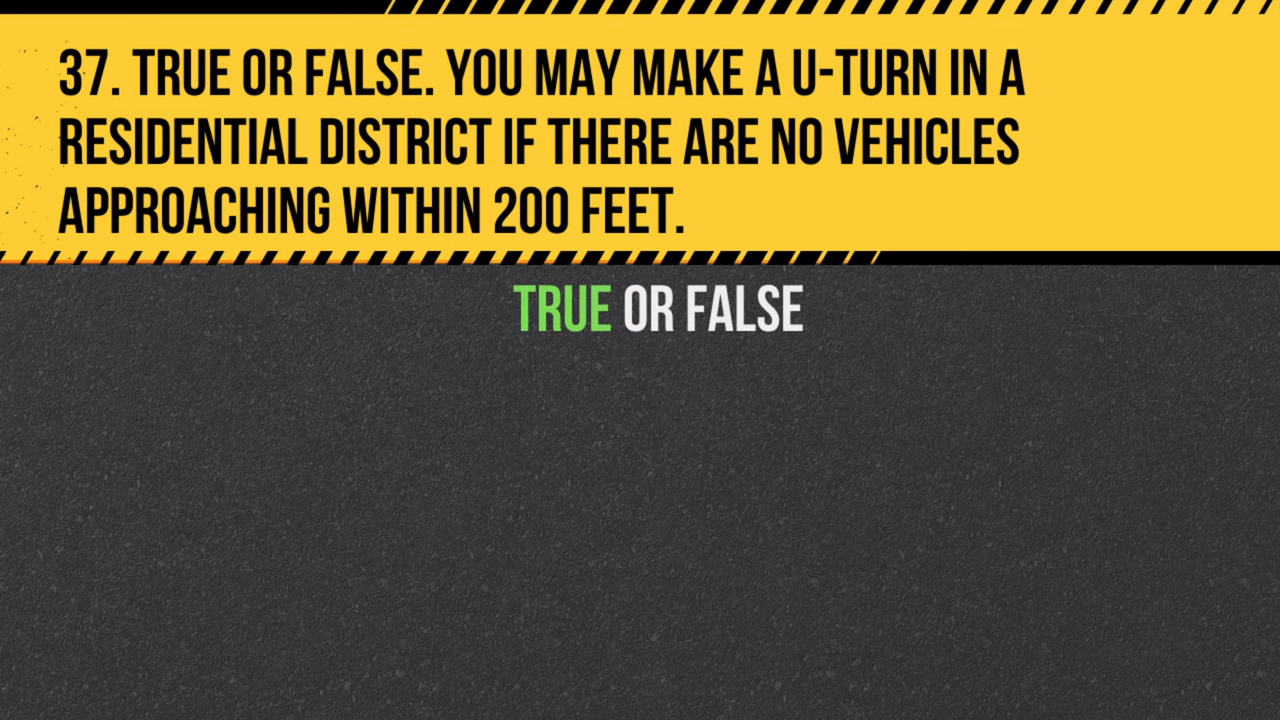 37. TRUE OR FALSE. YOU MAY MAKE A U-TURN IN A
RESIDENTIAL DISTRICT IF THERE ARE NO VEHICLES
APPROACHING WITHIN 200 FEET.
TRUE OR FALSE